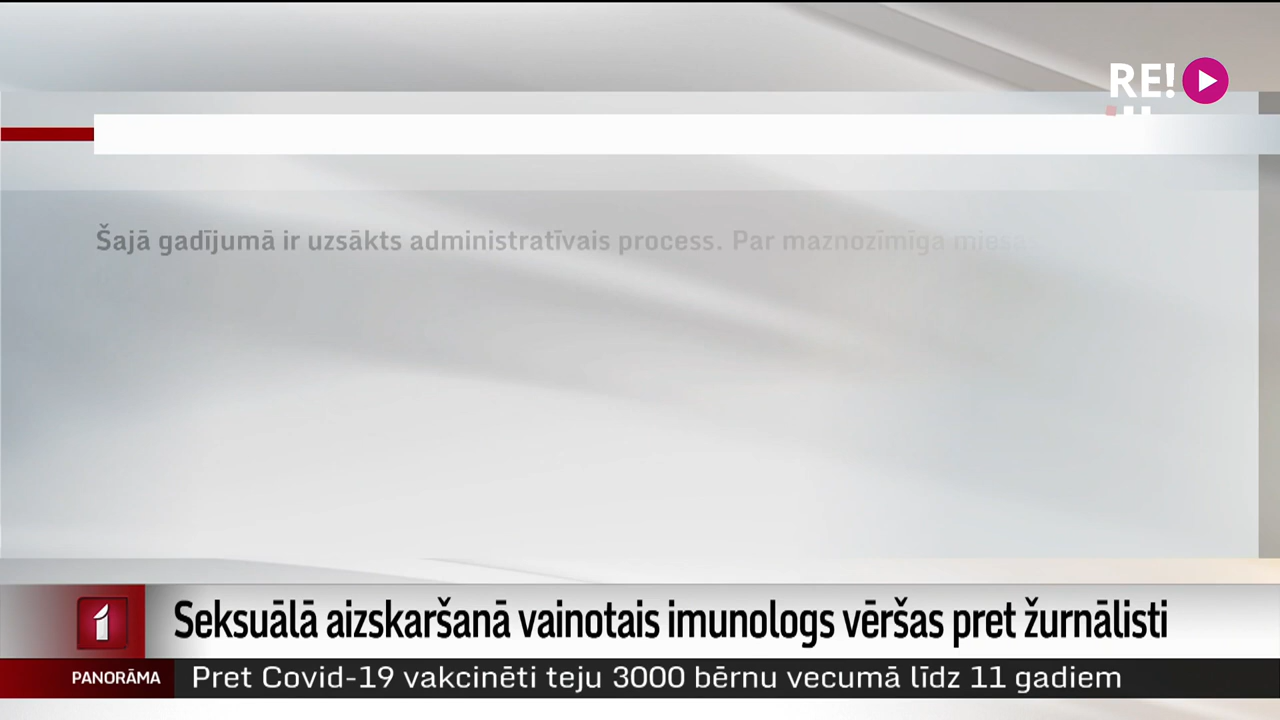 RE!
Šajā gadījumā ir uzsākts administratīvais process. Par maznozīmīga miesas
1
Seksuālā aizskaršanā vainotais imunologs vēršas pret žurnālisti
PANORĀMA
Pret Covid-19 vakcinēti teju 3000 bērnu vecumā līdz 11 gadiem